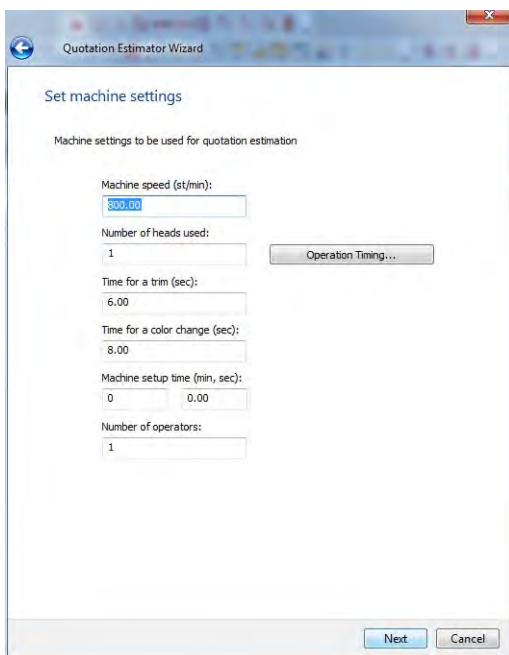 Quotation Estimator Wizard
Set machine settings
Machine settings to be used for quotation estimation
Machine speed (st/min):
800.00
Number of heads used:
1
Operation Timing...
Time for a trim (sec):
6.00
Time for a color change (sec):
8.00
Machine setup time (min, sec):
0 0.00
Number of operators:
1
Next Cancel